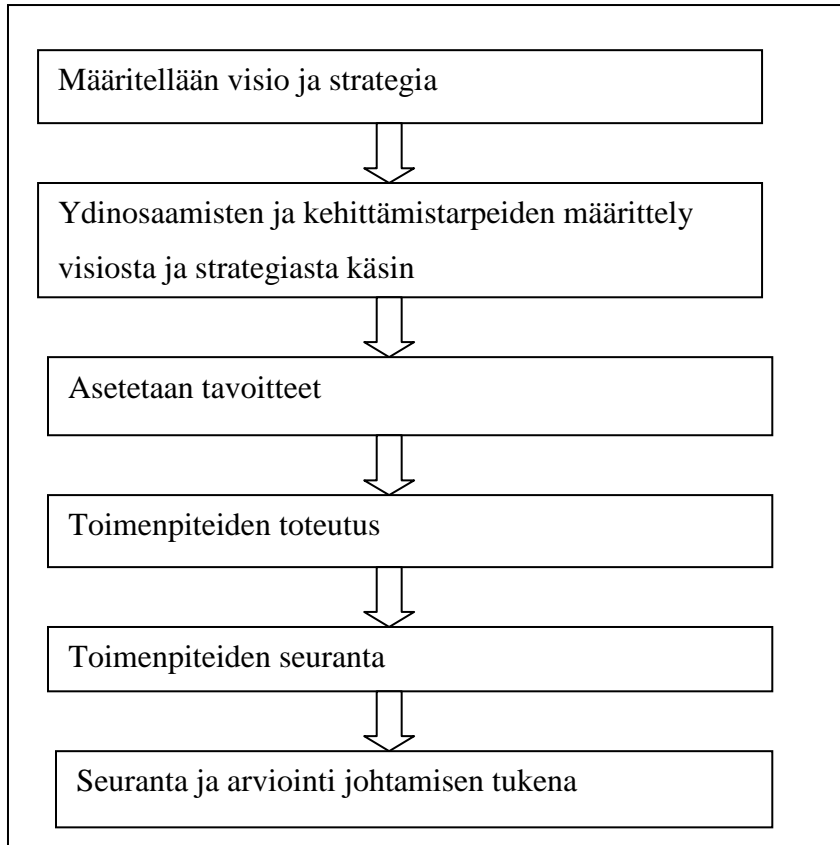 Määritellään visio ja strategia
Ydinosaamisten ja kehittämistarpeiden määrittely
visiosta ja strategiasta käsin
Asetetaan tavoitteet
Toimenpiteiden toteutus
Toimenpiteiden seuranta
Seuranta ja arviointi johtamisen tukena